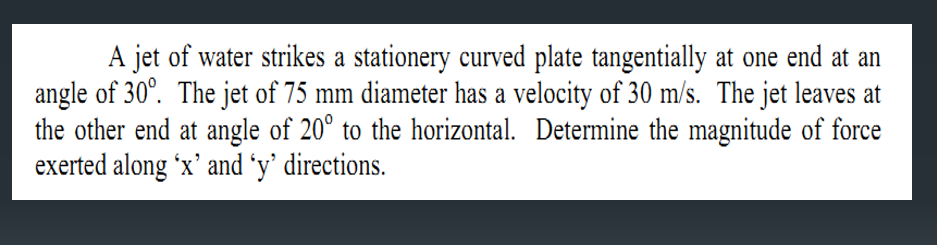 A jet of water strikes a stationery curved plate tangentially at one end at an
angle of 30⁰. The jet of 75 mm diameter has a velocity of 30 m/s. The jet leaves at
the other end at angle of 20⁰ to the horizontal. Determine the magnitude of force
exerted along ‘x’ and ‘y’ directions.